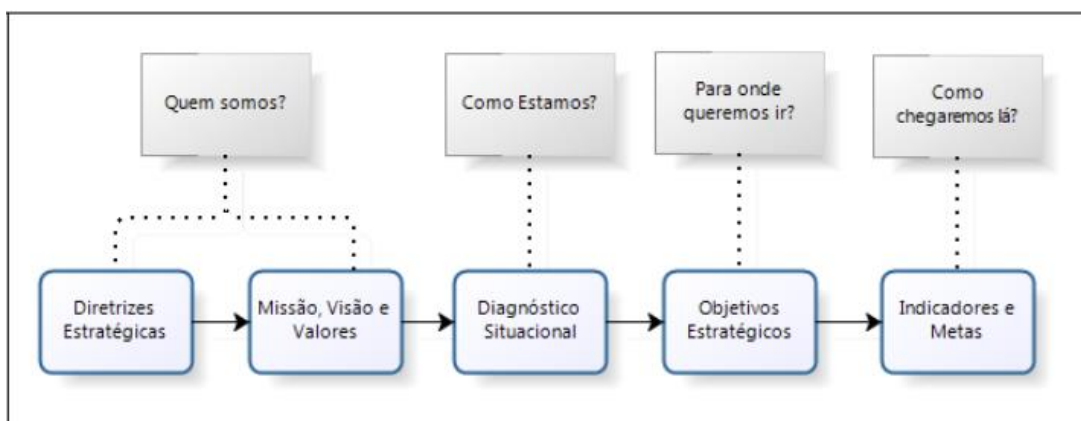 Quem somos?
Como Estamos?
Para onde
queremos ir?
Como
chegaremos lá?
Diretrizes
Estratégicas
Missão, Visão e
Valores
Diagnóstico
Situacional
Objetivos
Estratégicos
Indicadores e
Metas